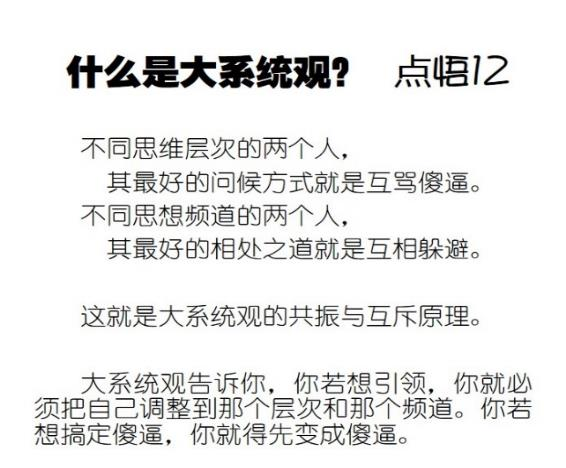 什么是大系统观? 点悟12
不同思维层次的两个人，
其最好的问候方式就是互骂傻逼。
不同思想频道的两个人，
其最好的相处之道就是互相躲避。
这就是大系统观的共振与互斥原理。
大系统观告诉你，你若想引领，你就必
须把自己调整到那个层次和那个频道。你若
想搞定傻逼，你就得先变成傻逼。